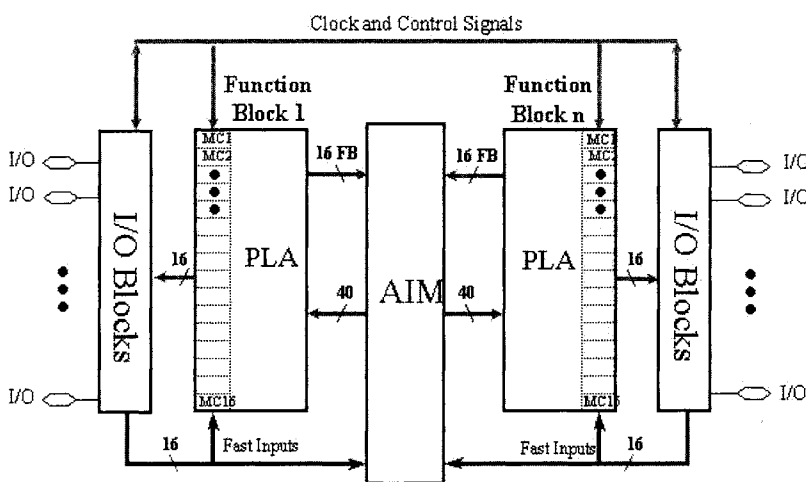 Clock and Control Signals
Function
Block 1
Function
Block n
I/O
I/O
I/O
I/O Blocks
MC1
MC2
MC16
PLA
16 FB
16
40
AIM
16 FB
40
PLA
MC1
MC2
MC16
16
I/O Blocks
I/O
I/O
I/O
16
Fast Inputs
Fast Inputs
16